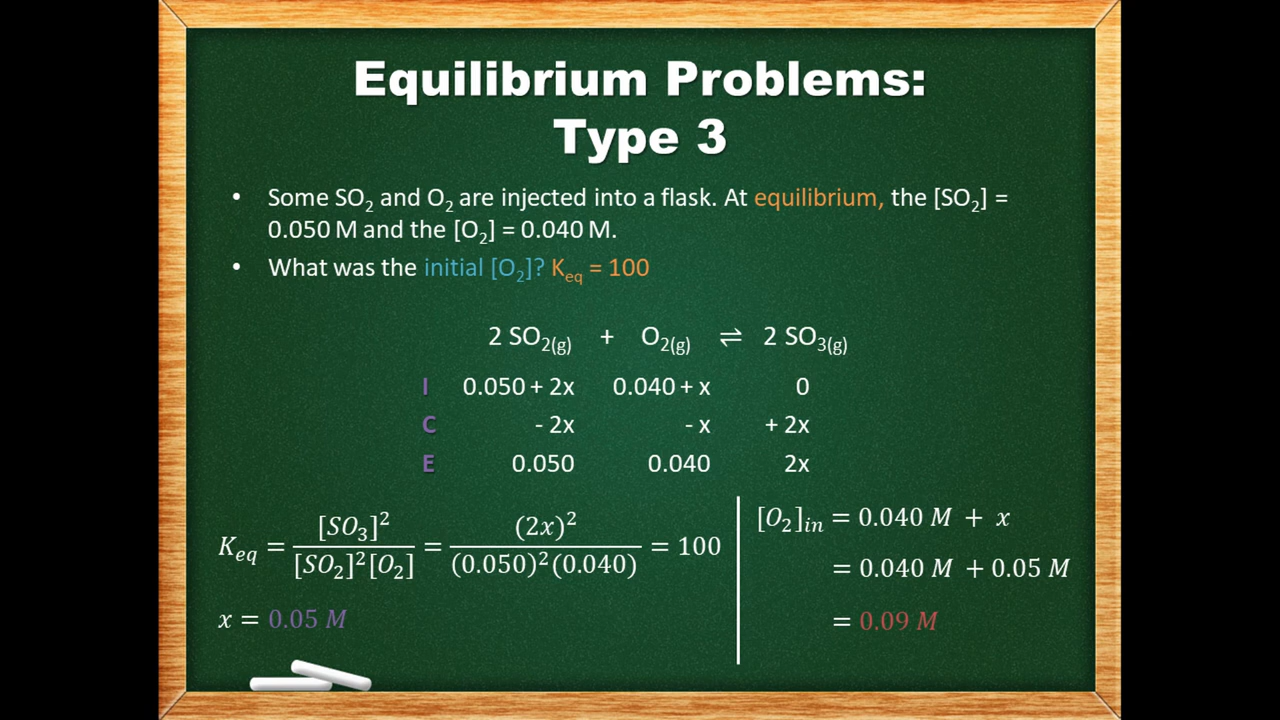 Equilibrium Problems:
Type 3
• Some SO₂ and O₂ are injected into a flask. At equilibrium, the [SO₂] =
0.050 M and the [O₂] = 0.040 M.
• What was the initial [O₂]? K_eq = 100
2 SO₂₍g₎ + O₂₍g₎ ⇌ 2 SO₃₍g₎
I 0.050 + 2x 0.040 + x 0
C - 2x - x + 2x
E 0.050 0.040 2x
K_eq = [SO₃]² / [SO₂]²[O₂] = (2x)² / (0.050)²(0.040) = 100
x = 0.05 M
[O₂]_in = 0.040 M + x
= 0.040 M + 0.05 M
= 0.09 M